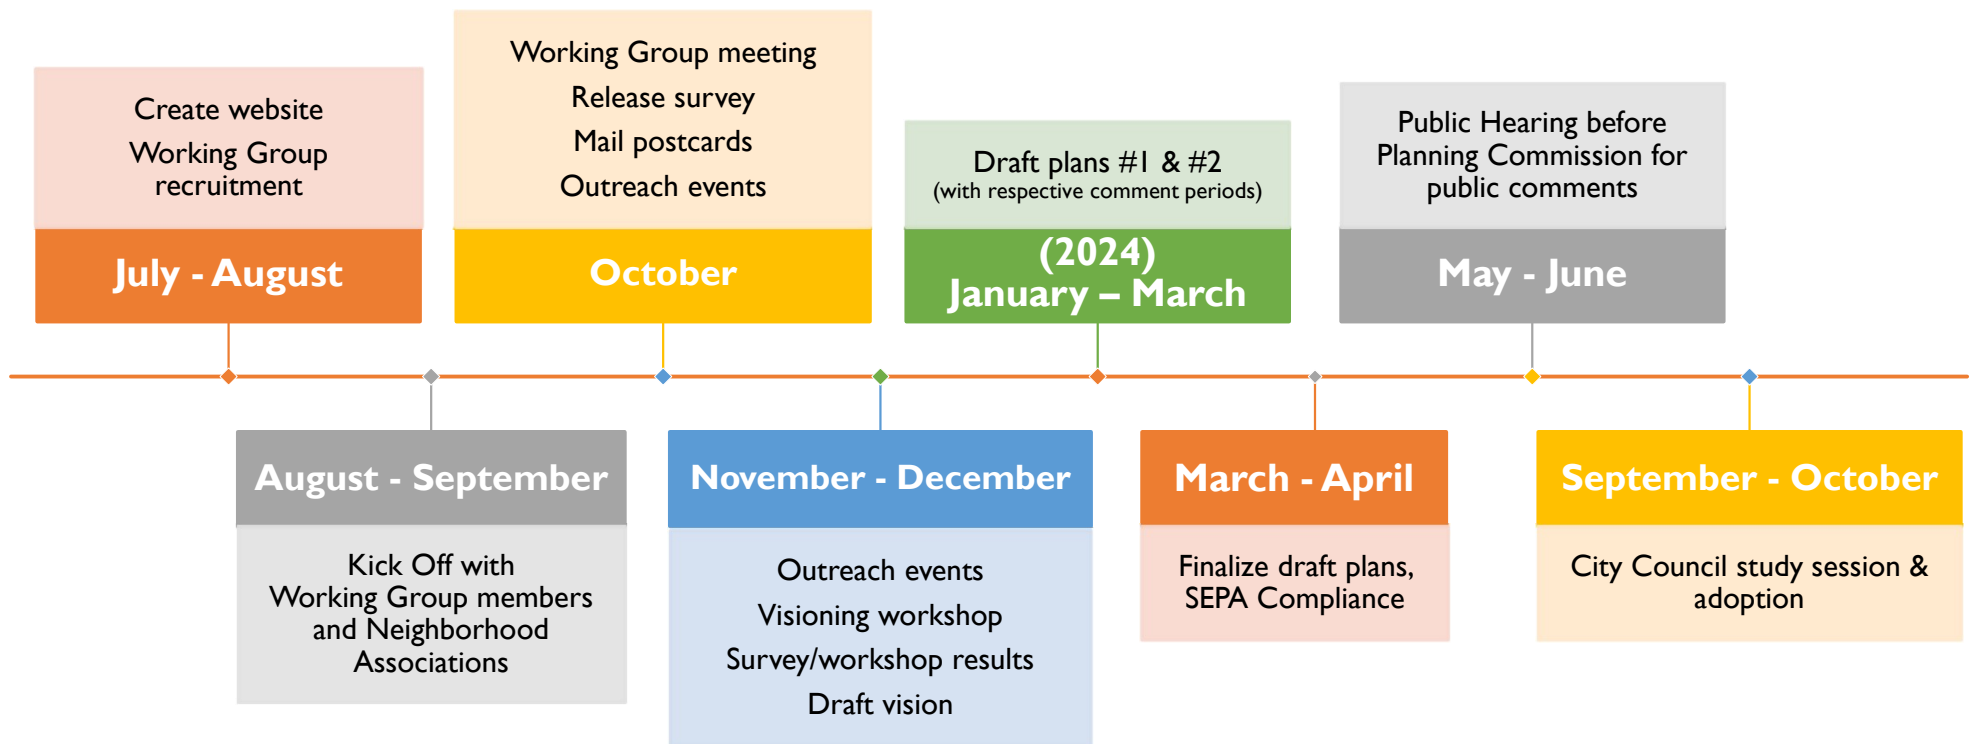 Create website
Working Group
recruitment
July - August
Working Group meeting
Release survey
Mail postcards
Outreach events
October
Draft plans #1 & #2
(with respective comment periods)
(2024)
January – March
Public Hearing before
Planning Commission for
public comments
May - June
August - September
Kick Off with
Working Group members
and Neighborhood
Associations
November - December
Outreach events
Visioning workshop
Survey/workshop results
Draft vision
March - April
Finalize draft plans,
SEPA Compliance
September - October
City Council study session &
adoption